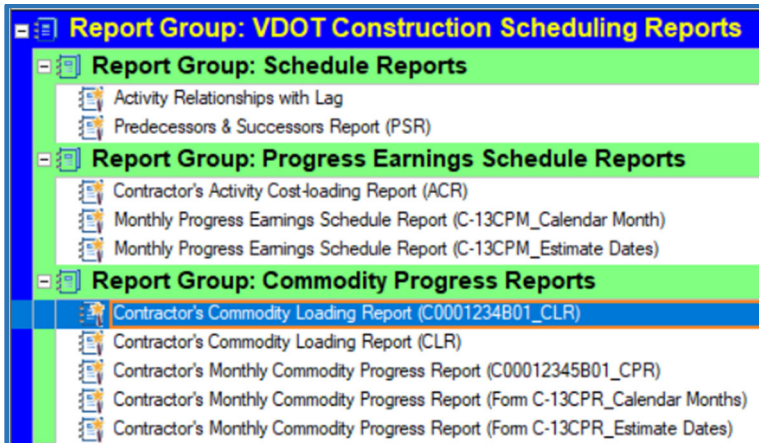 Report Group: VDOT Construction Scheduling Reports
Report Group: Schedule Reports
Activity Relationships with Lag
Predecessors & Successors Report (PSR)
Report Group: Progress Earnings Schedule Reports
Contractor's Activity Cost-loading Report (ACR)
Monthly Progress Earnings Schedule Report (C-13CPM_Calendar Month)
Monthly Progress Earnings Schedule Report (C-13CPM_Estimate Dates)
Report Group: Commodity Progress Reports
Contractor's Commodity Loading Report (C0001234B01_CLR)
Contractor's Commodity Loading Report (CLR)
Contractor's Monthly Commodity Progress Report (C00012345B01_CPR)
Contractor's Monthly Commodity Progress Report (Form C-13CPR_Calendar Months)
Contractor's Monthly Commodity Progress Report (Form C-13CPR_Estimate Dates)